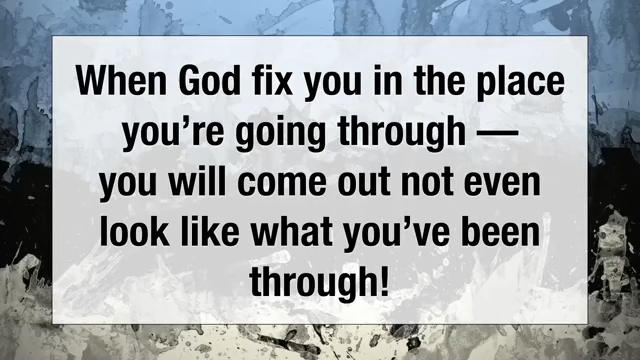 When God fix you in the place
you’re going through —
you will come out not even
look like what you’ve been
through!